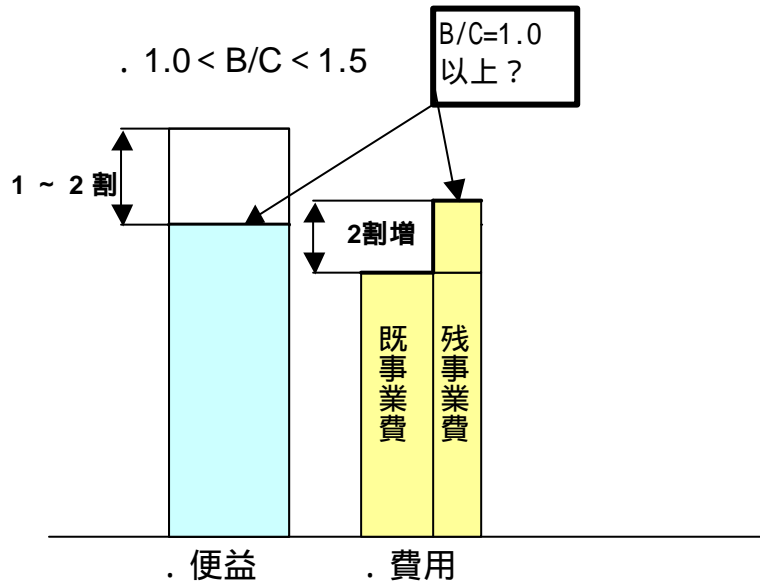 . 1.0＜B/C＜1.5
B/C=1.0
以上？
1 ~ 2 割
2割増
既事業費
残事業費
. 便益
. 費用